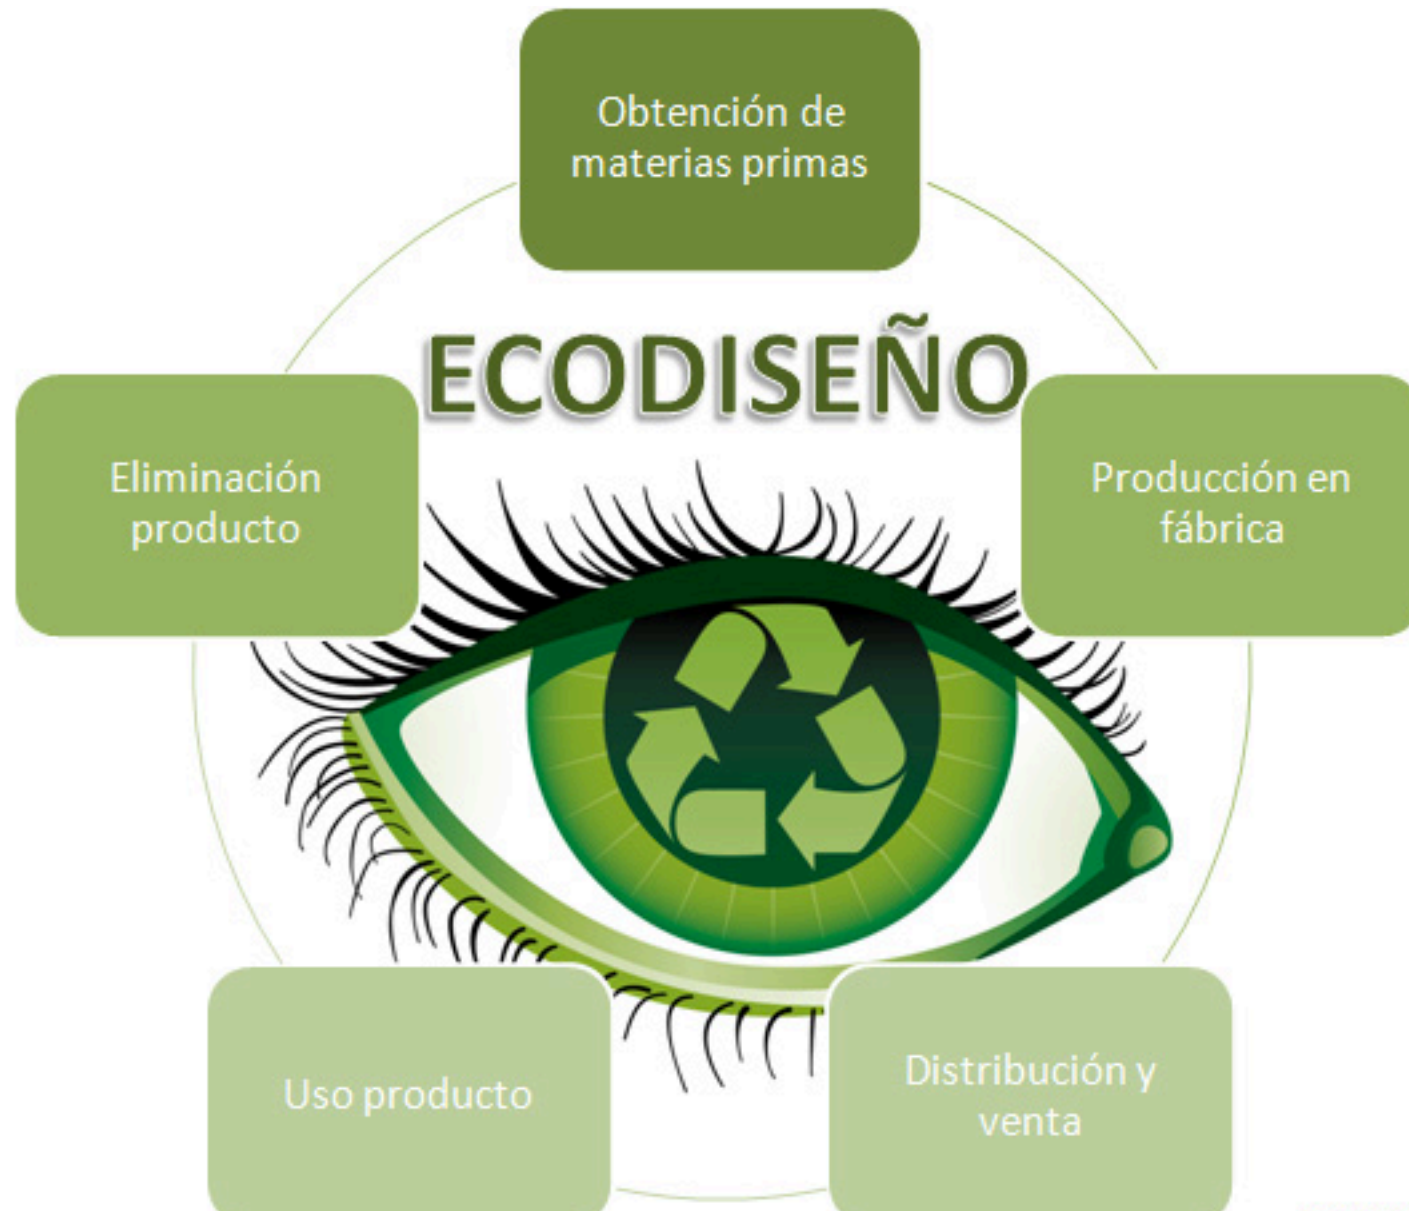 Obtención de
materias primas
ECODISEÑO
Eliminación
producto
Producción en
fábrica
Uso producto
Distribución y
venta